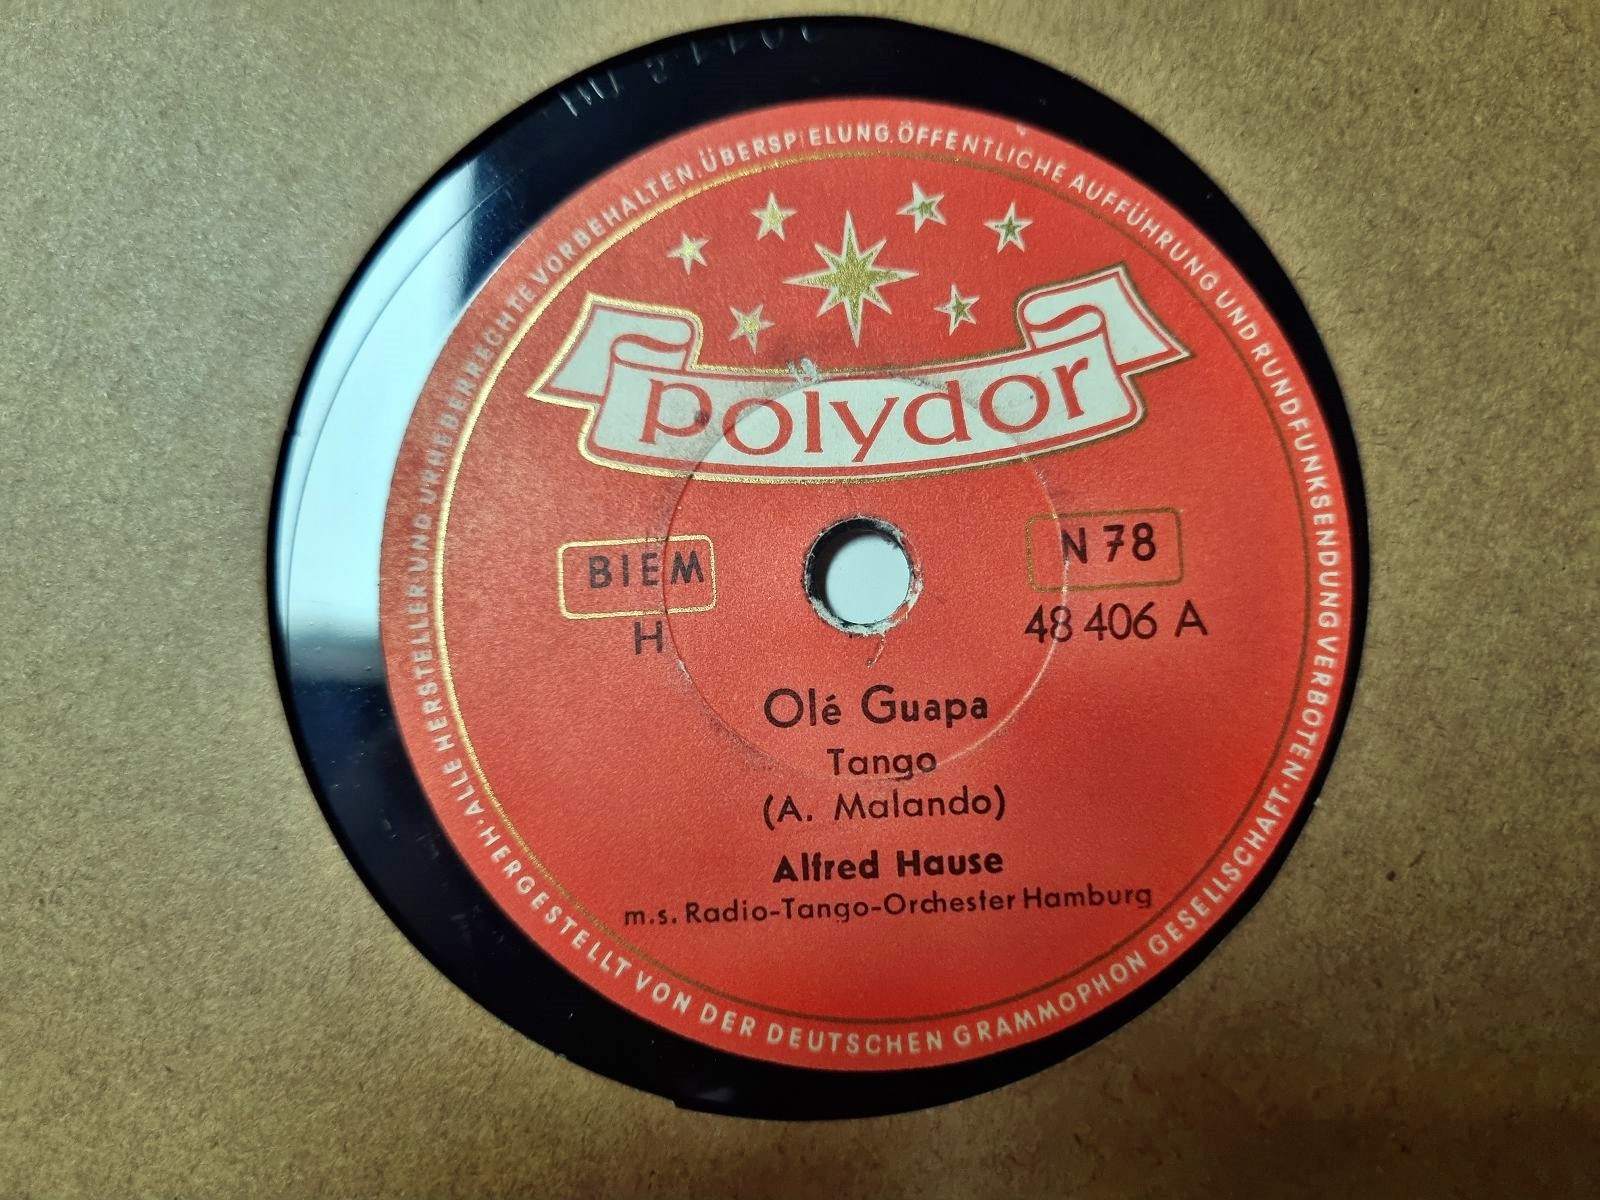 ALLE HERSTELLER UND URHEBERRECHTE VORBEHALTEN. ÜBERSPIELUNG. ÖFFENTLICHE AUFFÜHRUNG UND RUNDFUNKSENDUNG VERBOTEN.
polydor
BIEM
N 78
H
48 406 A
Olé Guapa
Tango
(A. Malando)
Alfred Hause
m.s. Radio-Tango-Orchester Hamburg
HERGESTELLT VON DER DEUTSCHEN GRAMMOPHON GESELLSCHAFT